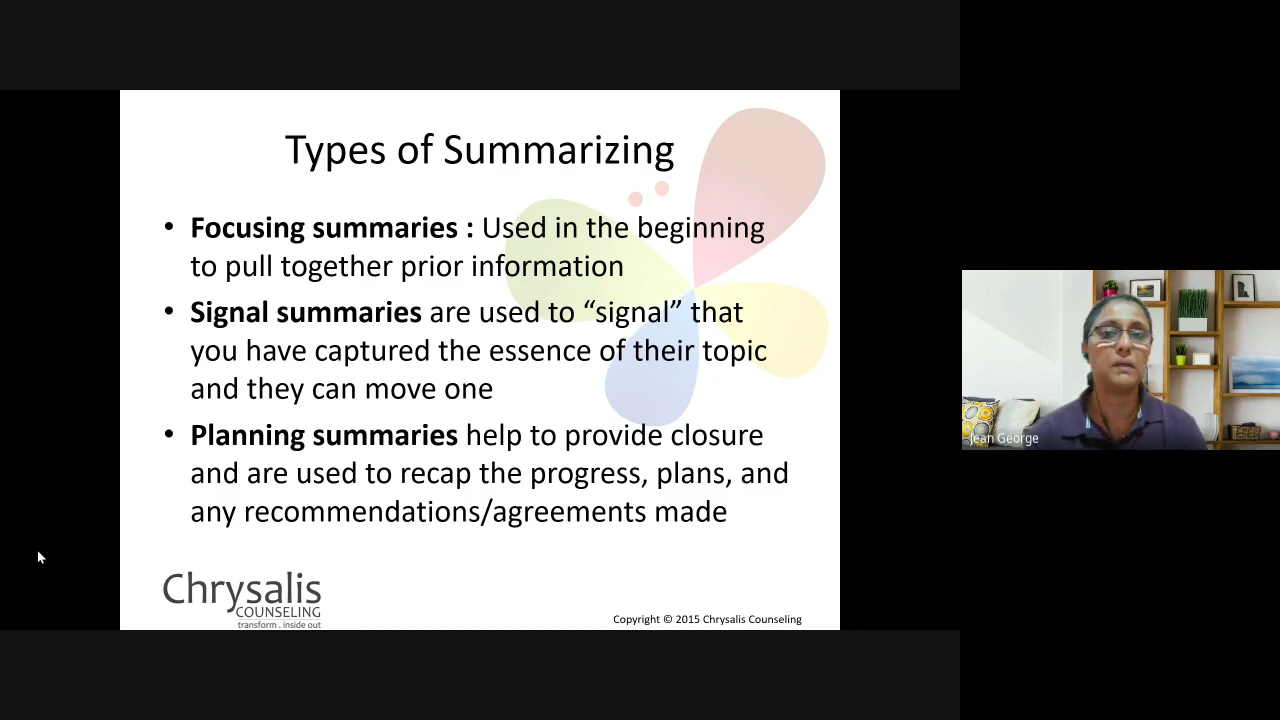 Types of Summarizing
• Focusing summaries : Used in the beginning
to pull together prior information
• Signal summaries are used to “signal” that
you have captured the essence of their topic
and they can move one
• Planning summaries help to provide closure
and are used to recap the progress, plans, and
any recommendations/agreements made
Chrysalis
COUNSELING
transform . inside out
Copyright © 2015 Chrysalis Counseling
Jean George